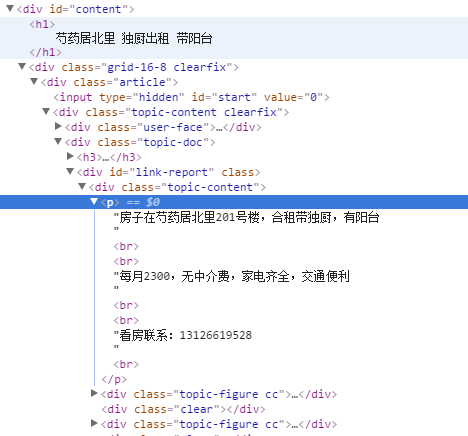 ▼<div id="content">
<h1>
芍药居北里 独厨出租 带阳台
</h1>
▼<div class="grid-16-8 clearfix">
▼<div class="article">
<input type="hidden" id="start" value="0">
▼<div class="topic-content clearfix">
▶<div class="user-face">…</div>
▼<div class="topic-doc">
▶<h3>…</h3>
▼<div id="link-report" class>
▼<div class="topic-content">
▼<p> == $0
"房子在芍药居北里201号楼，合租带独厨，有阳台
"
<br>
<br>
"每月2300，无中介费，家电齐全，交通便利
"
<br>
<br>
"看房联系：13126619528
"
<br>
</p>
▶<div class="topic-figure cc">…</div>
<div class="clear"></div>
▶<div class="topic-figure cc">…</div>